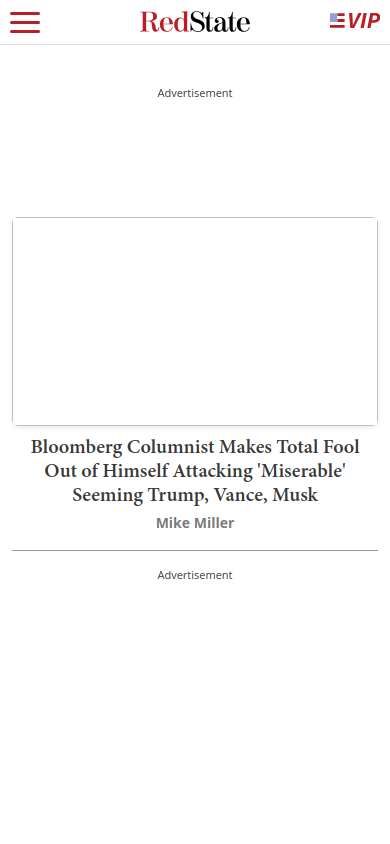 RedState
VIP
Advertisement
Bloomberg Columnist Makes Total Fool
Out of Himself Attacking 'Miserable'
Seeming Trump, Vance, Musk
Mike Miller
Advertisement